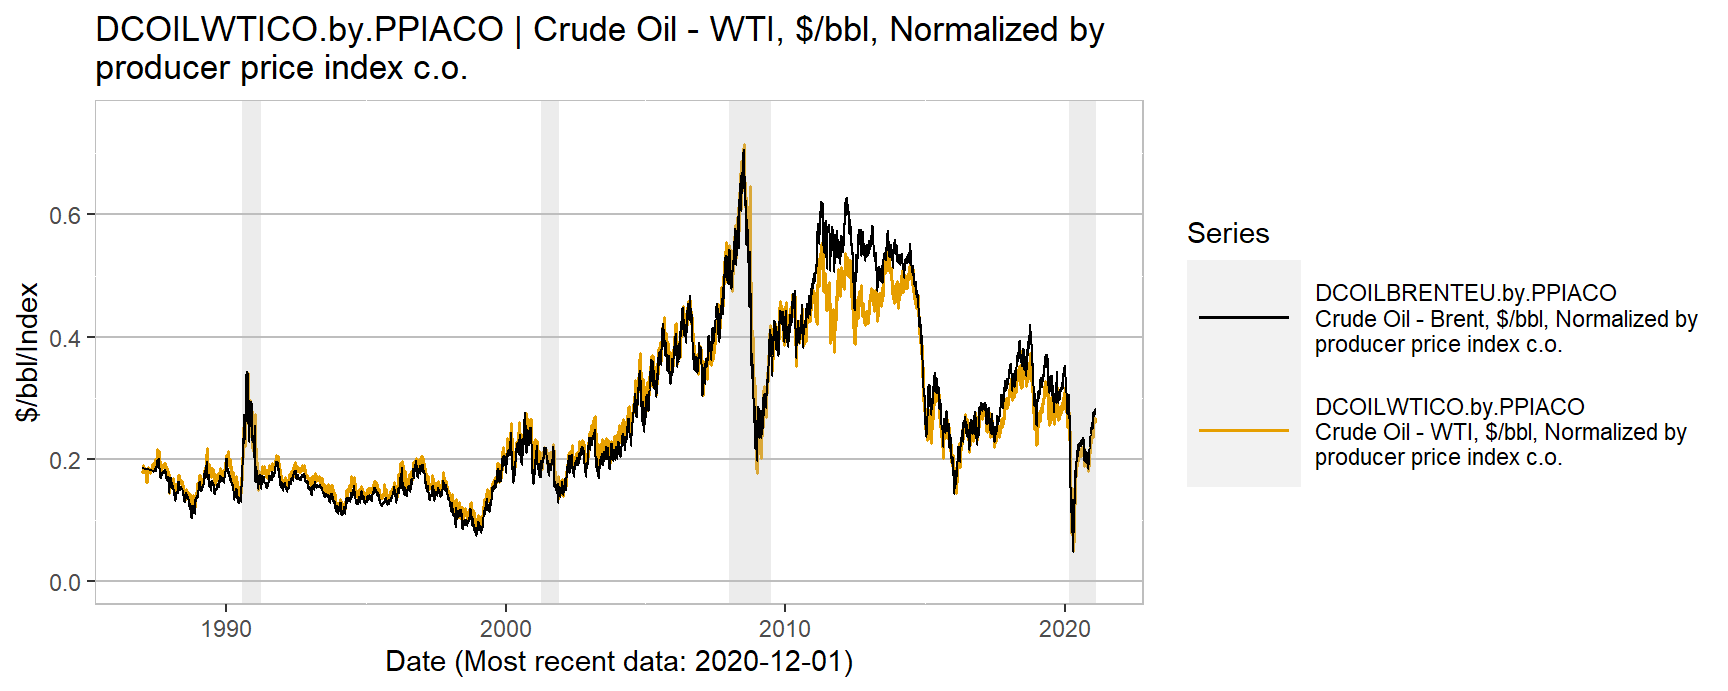 DCOILWTICO.by.PPIACO | Crude Oil - WTI, $/bbl, Normalized by
producer price index c.o.
$/bbl/Index
0.6
0.4
0.2
0.0
1990
2000
2010
2020
Date (Most recent data: 2020-12-01)
Series
DCOILBRENTEU.by.PPIACO
Crude Oil - Brent, $/bbl, Normalized by
producer price index c.o.
DCOILWTICO.by.PPIACO
Crude Oil - WTI, $/bbl, Normalized by
producer price index c.o.